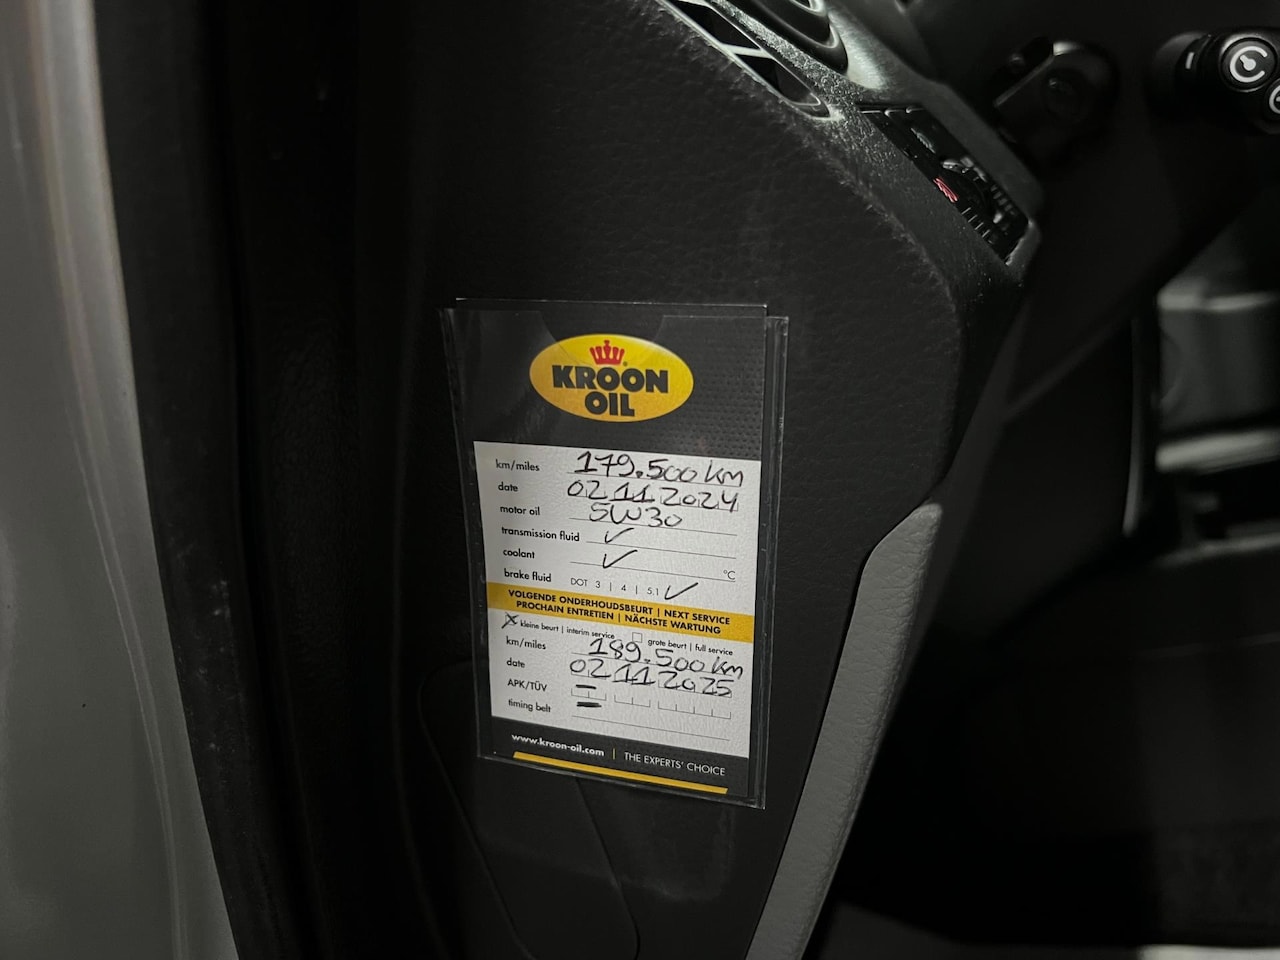 KROON
OIL
km/miles 179.500 km
date 02 11 2024
motor oil 5W30
transmission fluid ✓
coolant ✓ °C
brake fluid DOT 3 | 4 | 5.1 ✓
VOLGENDE ONDERHOUDSBEURT | NEXT SERVICE
PROCHAIN ENTRETIEN | NÄCHSTE WARTUNG
X kleine beurt | interim service grote beurt | full service
km/miles 189.500 km
date 02 11 2025
APK/TÜV –
timing belt –
www.kroon-oil.com | THE EXPERTS' CHOICE